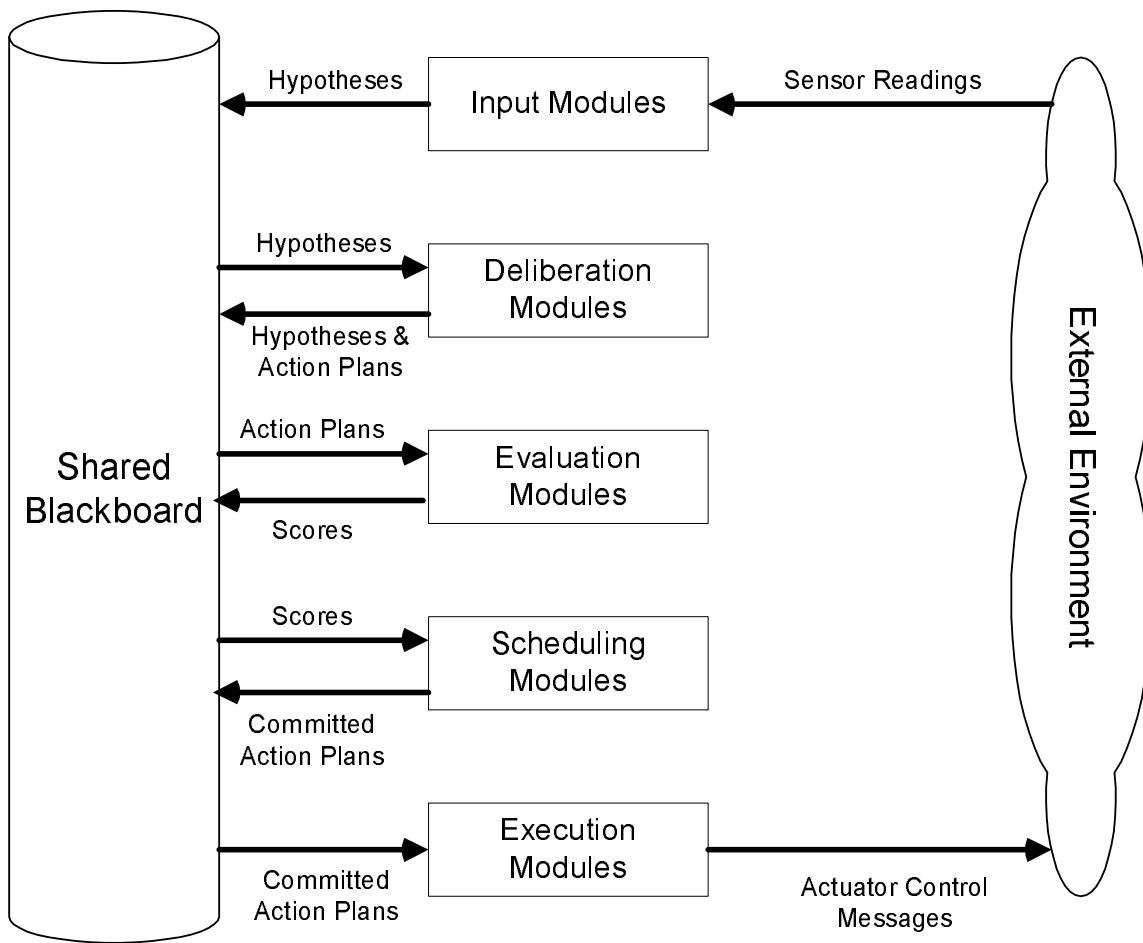 Hypotheses
Input Modules
Sensor Readings
Hypotheses
Deliberation
Modules
Hypotheses &
Action Plans
Action Plans
Evaluation
Modules
Scores
Shared
Blackboard
External Environment
Scores
Scheduling
Modules
Committed
Action Plans
Execution
Modules
Committed
Action Plans
Actuator Control
Messages